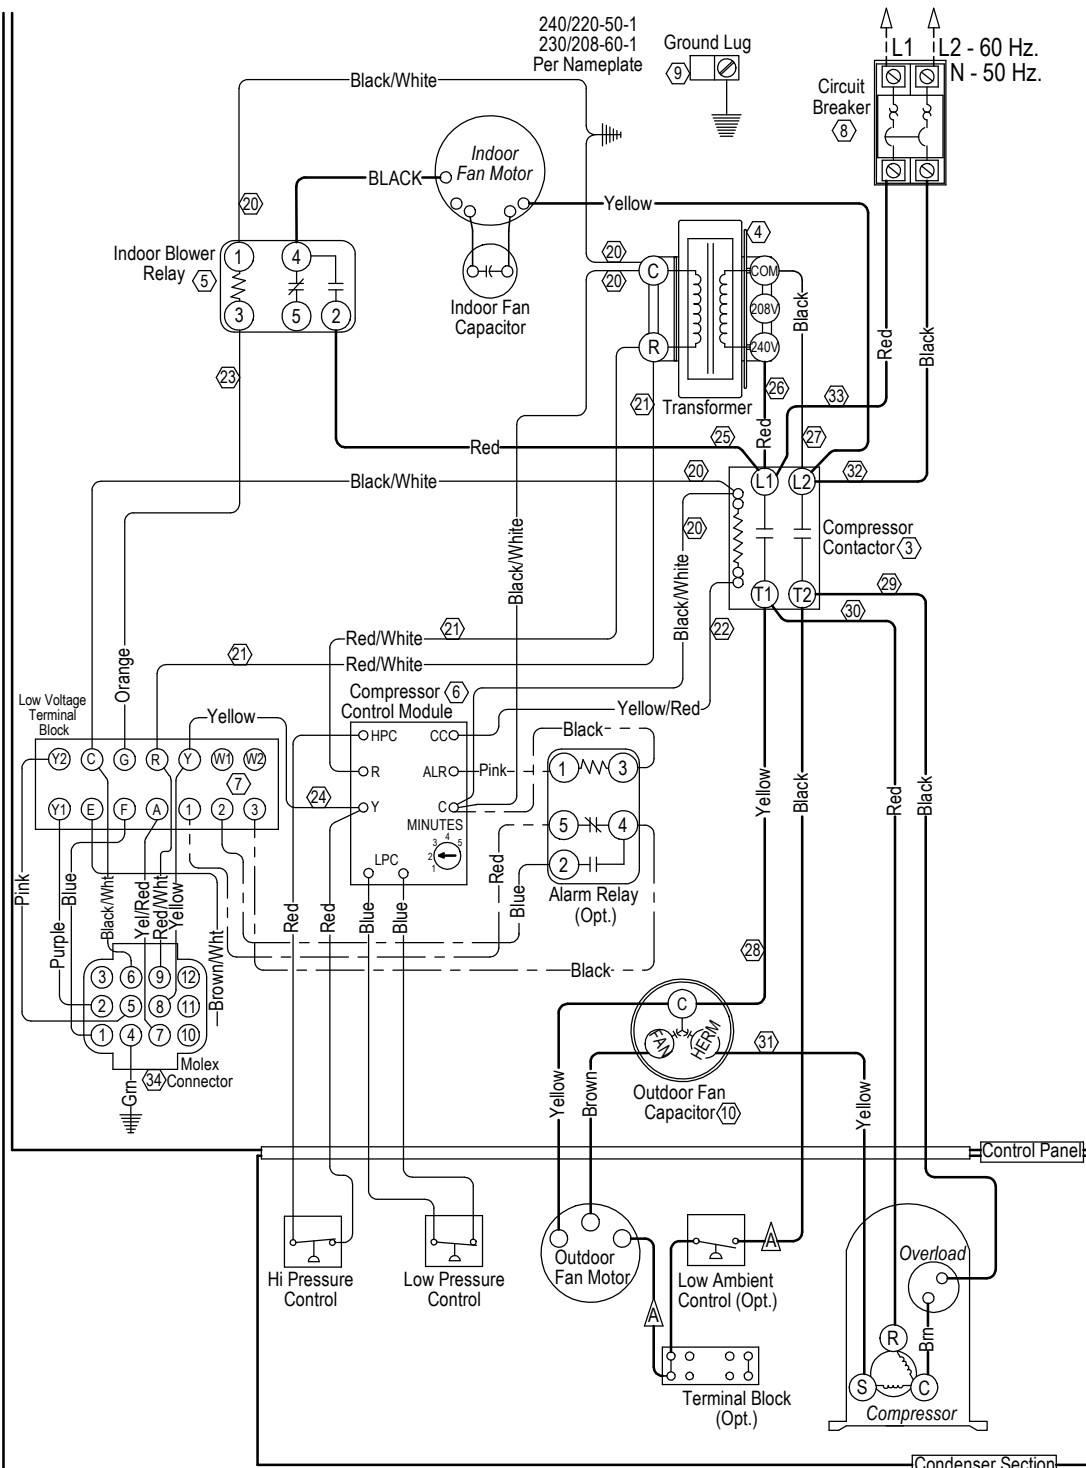 240/220-50-1
230/208-60-1
Per Nameplate
Ground Lug
9
L1
L2 - 60 Hz.
N - 50 Hz.
Circuit
Breaker
8
Black/White
Indoor
Fan Motor
BLACK
Yellow
20
Indoor Blower
Relay
5
1
4
3
5
2
Indoor Fan
Capacitor
20
20
4
C
COM
208V
R
240V
Black
Transformer
23
21
26
33
Red
Black
Red
25
Red
27
32
20
Black/White
L1
L2
20
Compressor
Contactor
3
Black/White
Black/White
T1
T2
29
30
22
Red/White
21
Red/White
21
Orange
Low Voltage
Terminal
Block
Yellow
Compressor
6
Control Module
Yellow/Red
Black
HPC
CC
R
ALR
Pink
Y
C
24
MINUTES
1
2
3
4
5
LPC
Y2
C
G
R
Y
W1
W2
7
Y1
E
F
A
1
2
3
1
3
5
4
2
Alarm Relay
(Opt.)
Yellow
Black
Red
Black
Pink
Blue
Purple
Black/Wht
Yel/Red
Red/Wht
Yellow
Brown/Wht
Red
Red
Blue
Blue
Red
Blue
Black
28
3
6
9
12
2
5
8
11
1
4
7
10
Molex
34
Connector
Grn
C
FAN
HERM
31
Outdoor Fan
Capacitor
10
Yellow
Brown
Yellow
Control Panel
Hi Pressure
Control
Low Pressure
Control
Outdoor
Fan Motor
A
Low Ambient
Control (Opt.)
A
Terminal Block
(Opt.)
Overload
Brn
R
S
C
Compressor
Condenser Section